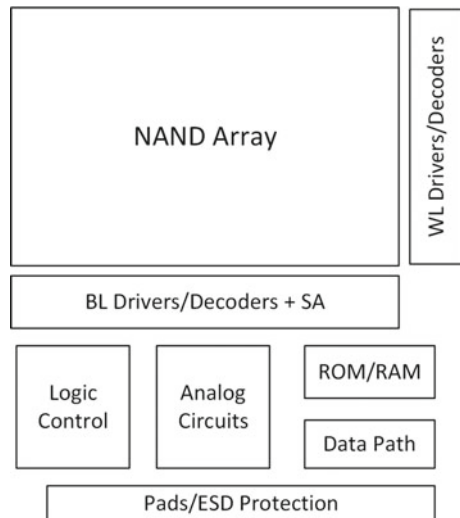 NAND Array
WL Drivers/Decoders
BL Drivers/Decoders + SA
Logic
Control
Analog
Circuits
ROM/RAM
Data Path
Pads/ESD Protection